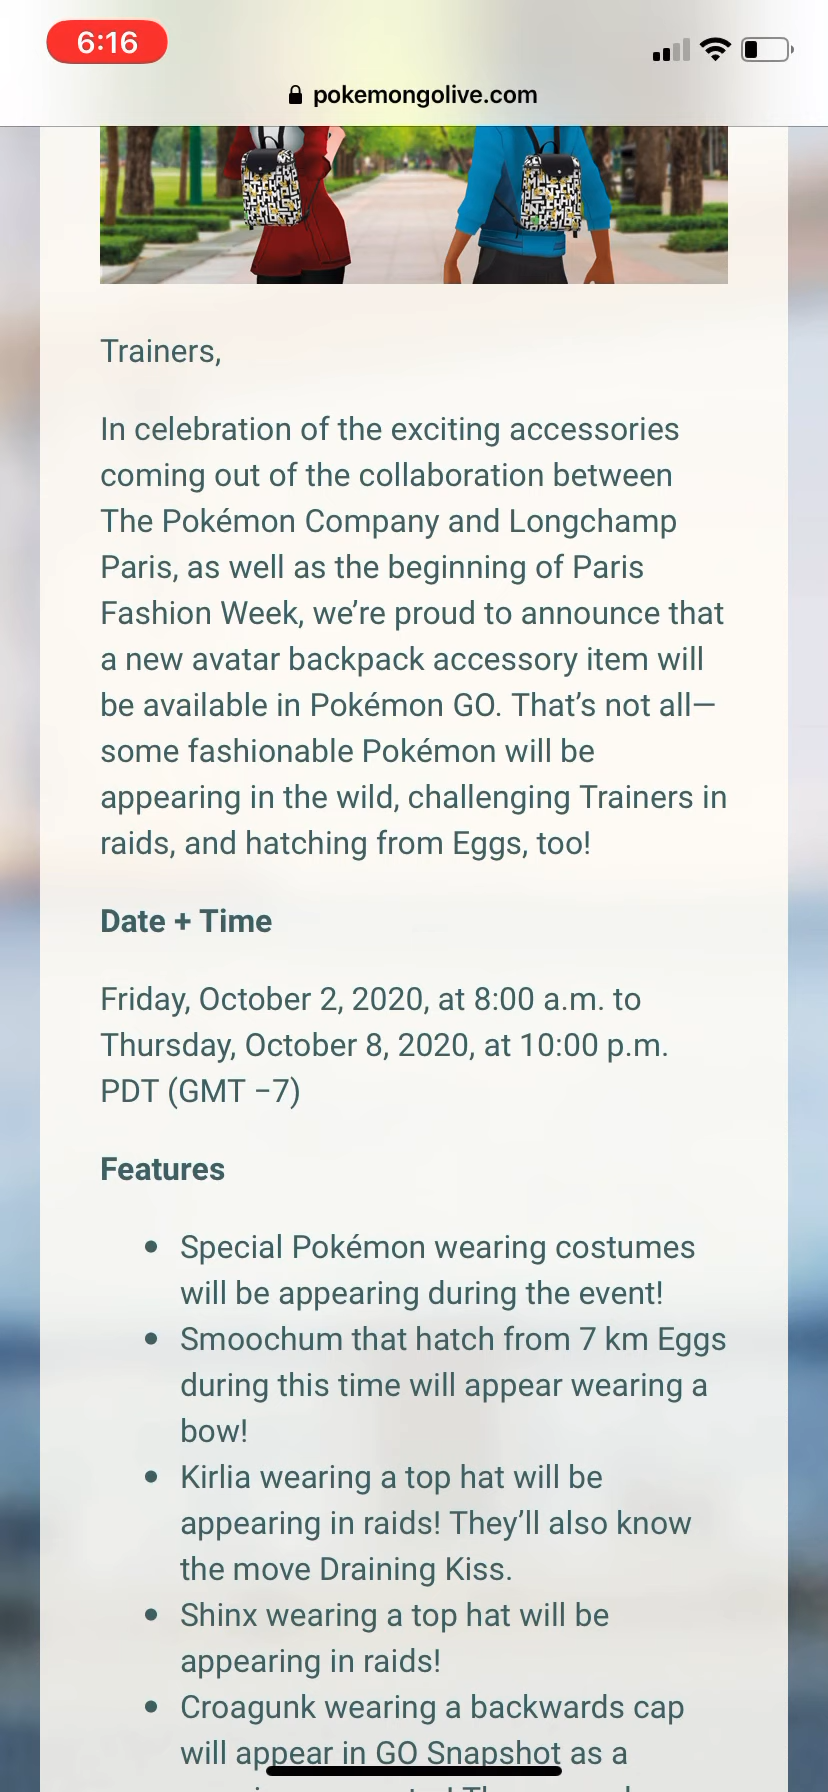 6:16
pokemongolive.com
Trainers,
In celebration of the exciting accessories
coming out of the collaboration between
The Pokémon Company and Longchamp
Paris, as well as the beginning of Paris
Fashion Week, we’re proud to announce that
a new avatar backpack accessory item will
be available in Pokémon GO. That’s not all—
some fashionable Pokémon will be
appearing in the wild, challenging Trainers in
raids, and hatching from Eggs, too!
Date + Time
Friday, October 2, 2020, at 8:00 a.m. to
Thursday, October 8, 2020, at 10:00 p.m.
PDT (GMT −7)
Features
• Special Pokémon wearing costumes
will be appearing during the event!
• Smoochum that hatch from 7 km Eggs
during this time will appear wearing a
bow!
• Kirlia wearing a top hat will be
appearing in raids! They’ll also know
the move Draining Kiss.
• Shinx wearing a top hat will be
appearing in raids!
• Croagunk wearing a backwards cap
will appear in GO Snapshot as a